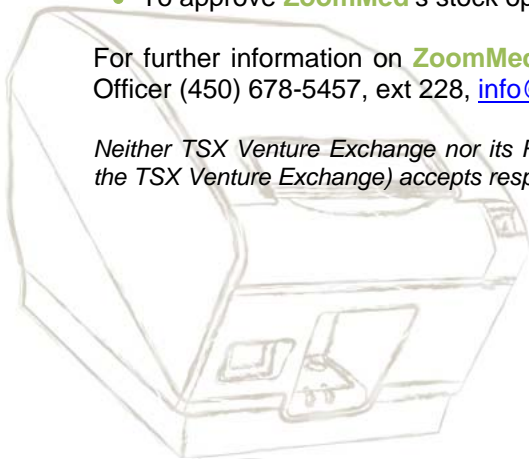 • To approve ZoomMed's stock op
For further information on ZoomMed
Officer (450) 678-5457, ext 228, info@
Neither TSX Venture Exchange nor its R
the TSX Venture Exchange) accepts resp